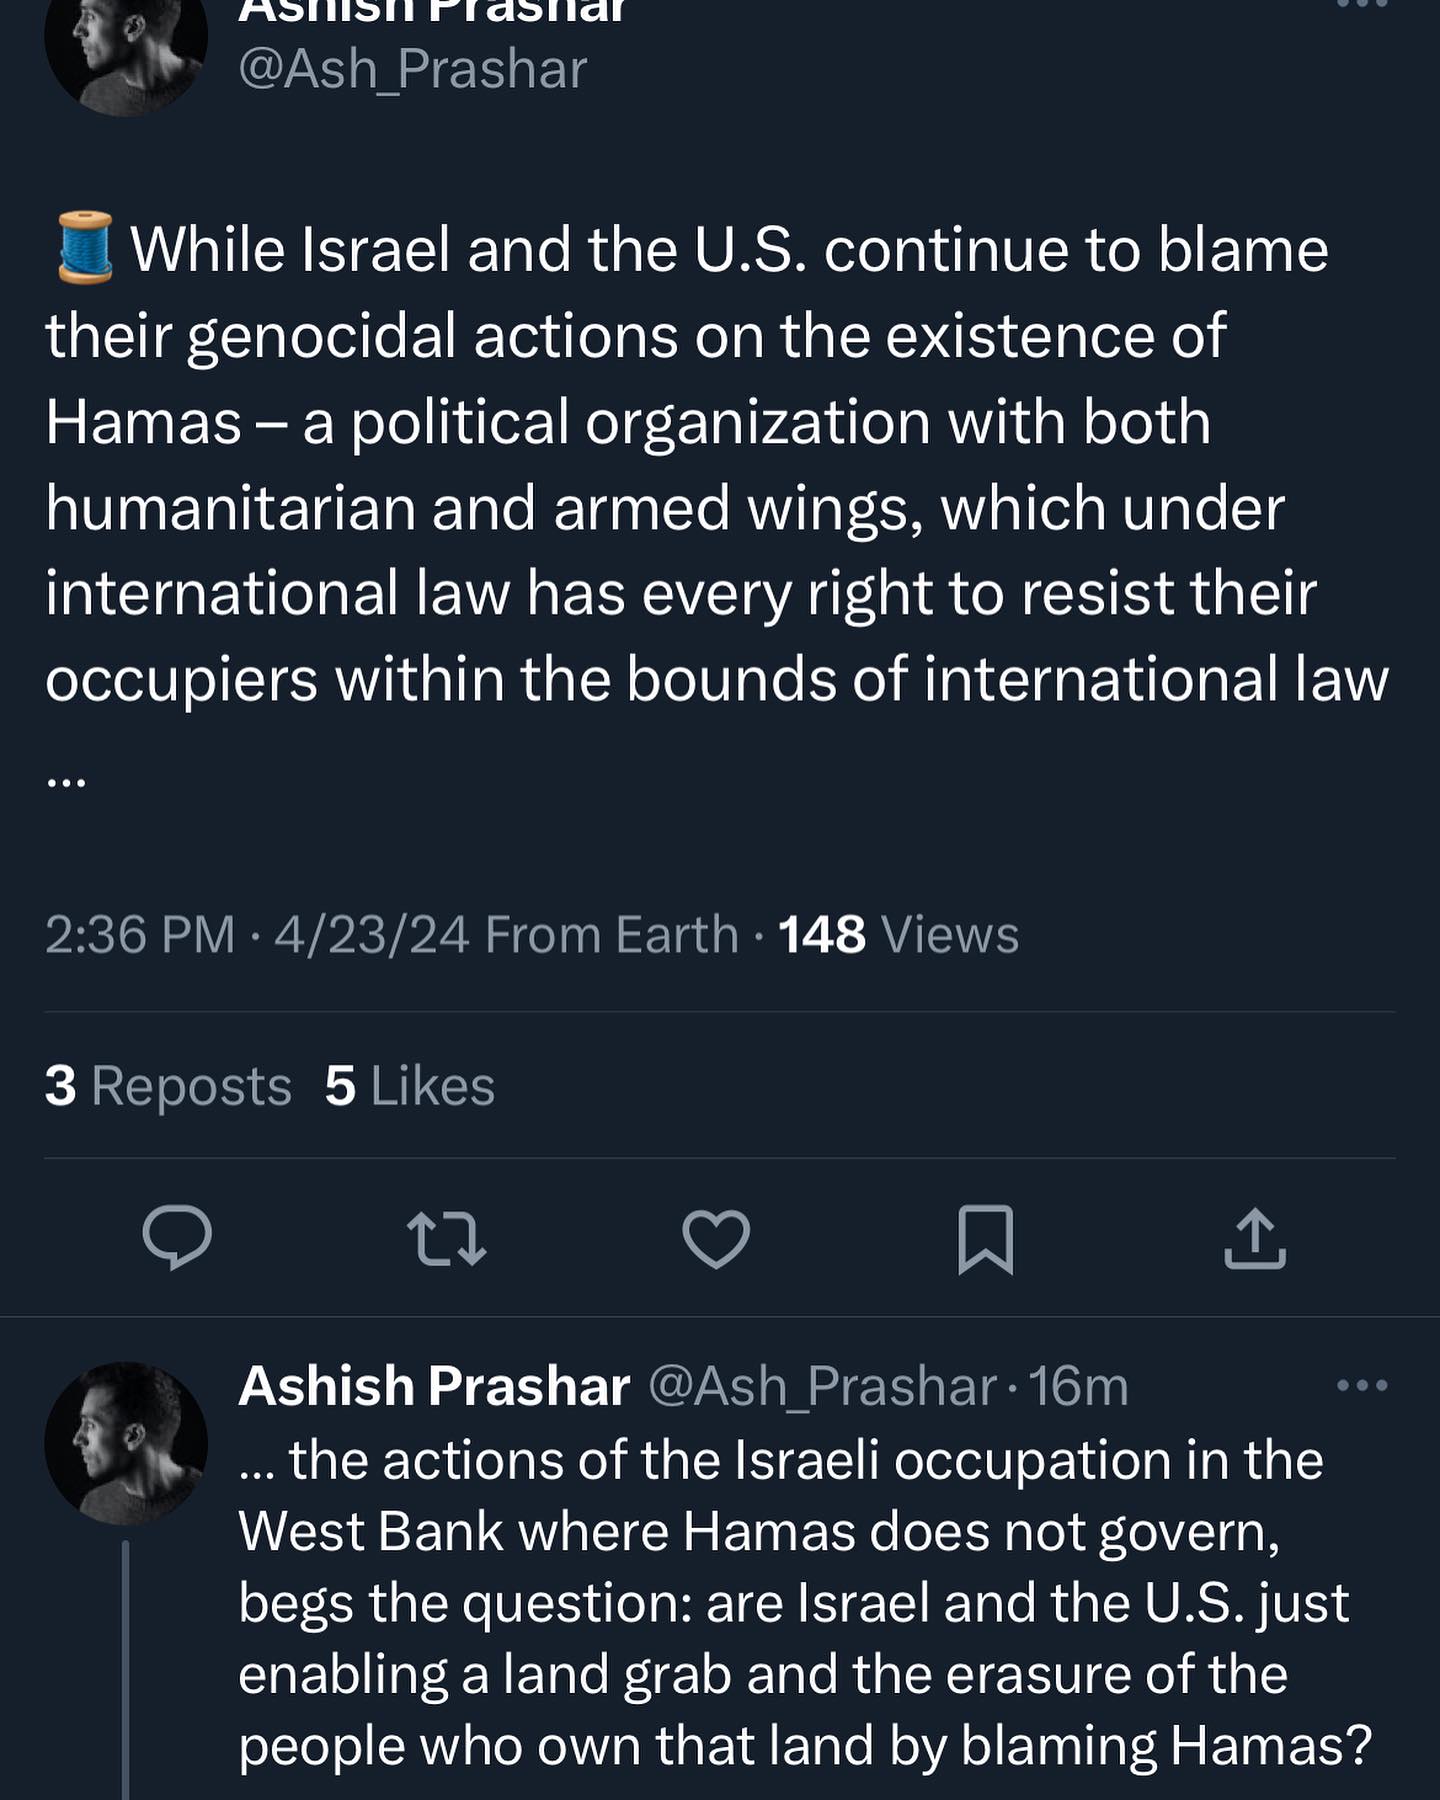 Ashish Prashar
@Ash_Prashar
🧵 While Israel and the U.S. continue to blame
their genocidal actions on the existence of
Hamas – a political organization with both
humanitarian and armed wings, which under
international law has every right to resist their
occupiers within the bounds of international law
...
2:36 PM · 4/23/24 From Earth · 148 Views
3 Reposts 5 Likes
Ashish Prashar @Ash_Prashar · 16m
... the actions of the Israeli occupation in the
West Bank where Hamas does not govern,
begs the question: are Israel and the U.S. just
enabling a land grab and the erasure of the
people who own that land by blaming Hamas?